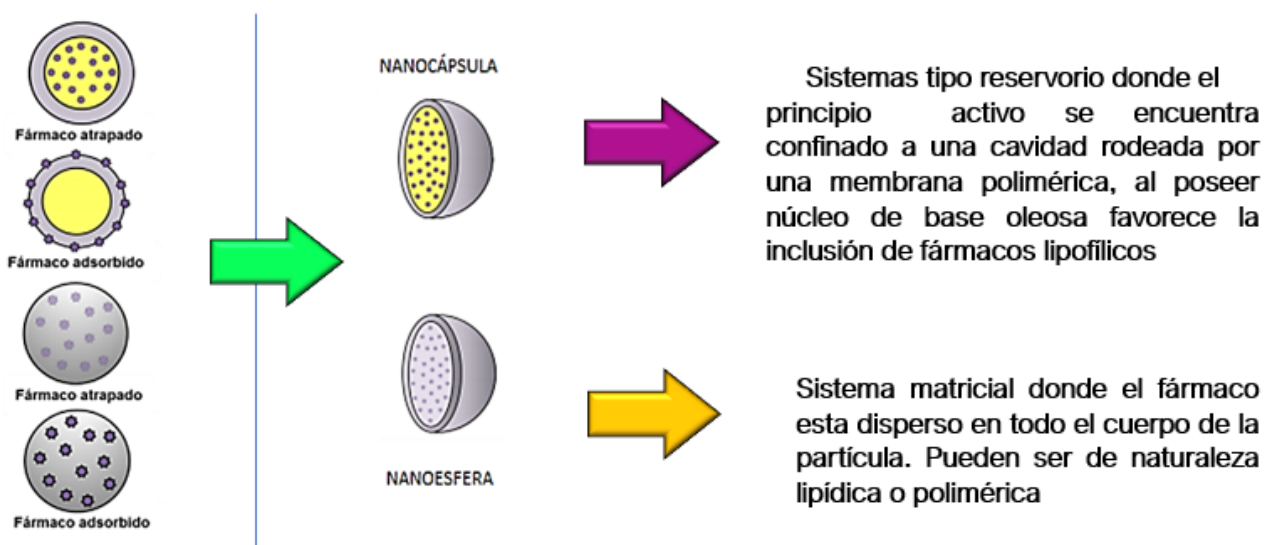 Fármaco atrapado
Fármaco adsorbido
Fármaco atrapado
Fármaco adsorbido
NANOCÁPSULA
NANOESFERA
Sistemas tipo reservorio donde el
principio activo se encuentra
confinado a una cavidad rodeada por
una membrana polimérica, al poseer
núcleo de base oleosa favorece la
inclusión de fármacos lipofílicos
Sistema matricial donde el fármaco
esta disperso en todo el cuerpo de la
partícula. Pueden ser de naturaleza
lipídica o polimérica